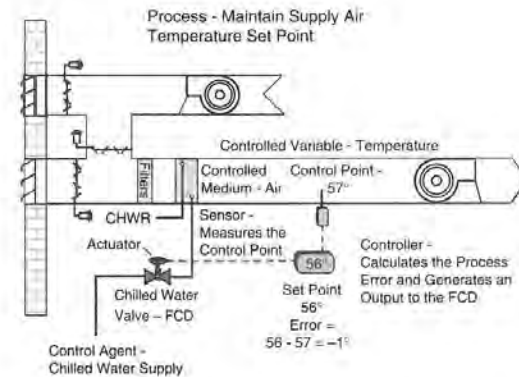 Process - Maintain Supply Air
Temperature Set Point
Controlled Variable - Temperature
Filters
Controlled
Medium - Air
Control Point -
57°
CHWR
Sensor -
Measures the
Control Point
Actuator
56°
Controller -
Calculates the Process
Error and Generates an
Output to the FCD
Chilled Water
Valve – FCD
Set Point
56°
Error =
56 - 57 = –1°
Control Agent -
Chilled Water Supply